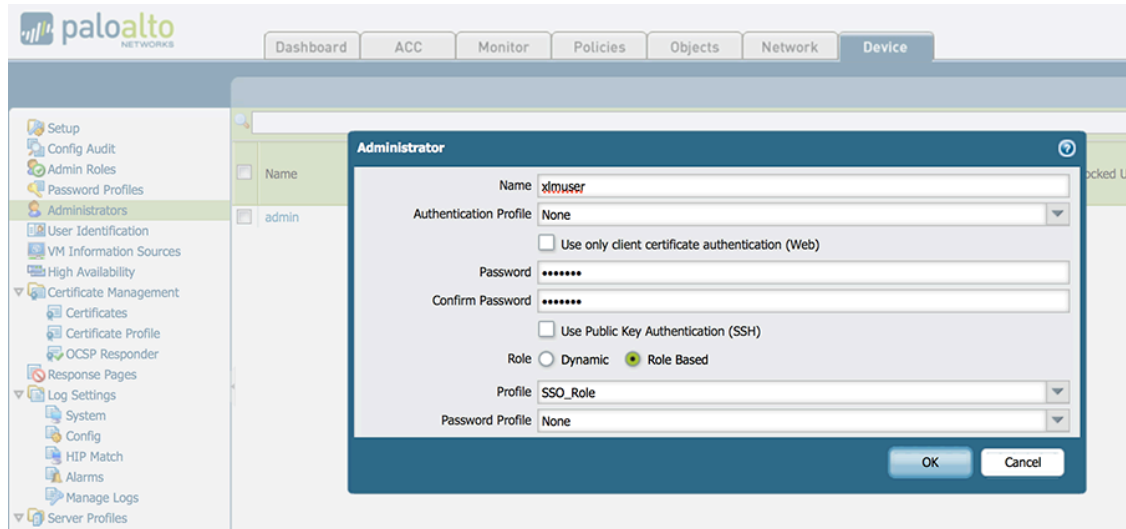 paloalto
NETWORKS
Dashboard ACC Monitor Policies Objects Network Device
Setup
Config Audit
Admin Roles
Password Profiles
Administrators
User Identification
VM Information Sources
High Availability
Certificate Management
Certificates
Certificate Profile
OCSP Responder
Response Pages
Log Settings
System
Config
HIP Match
Alarms
Manage Logs
Server Profiles
Name
admin
Administrator
Name xlmuser
Authentication Profile None
Use only client certificate authentication (Web)
Password •••••••
Confirm Password •••••••
Use Public Key Authentication (SSH)
Role Dynamic Role Based
Profile SSO_Role
Password Profile None
OK Cancel
ocked U